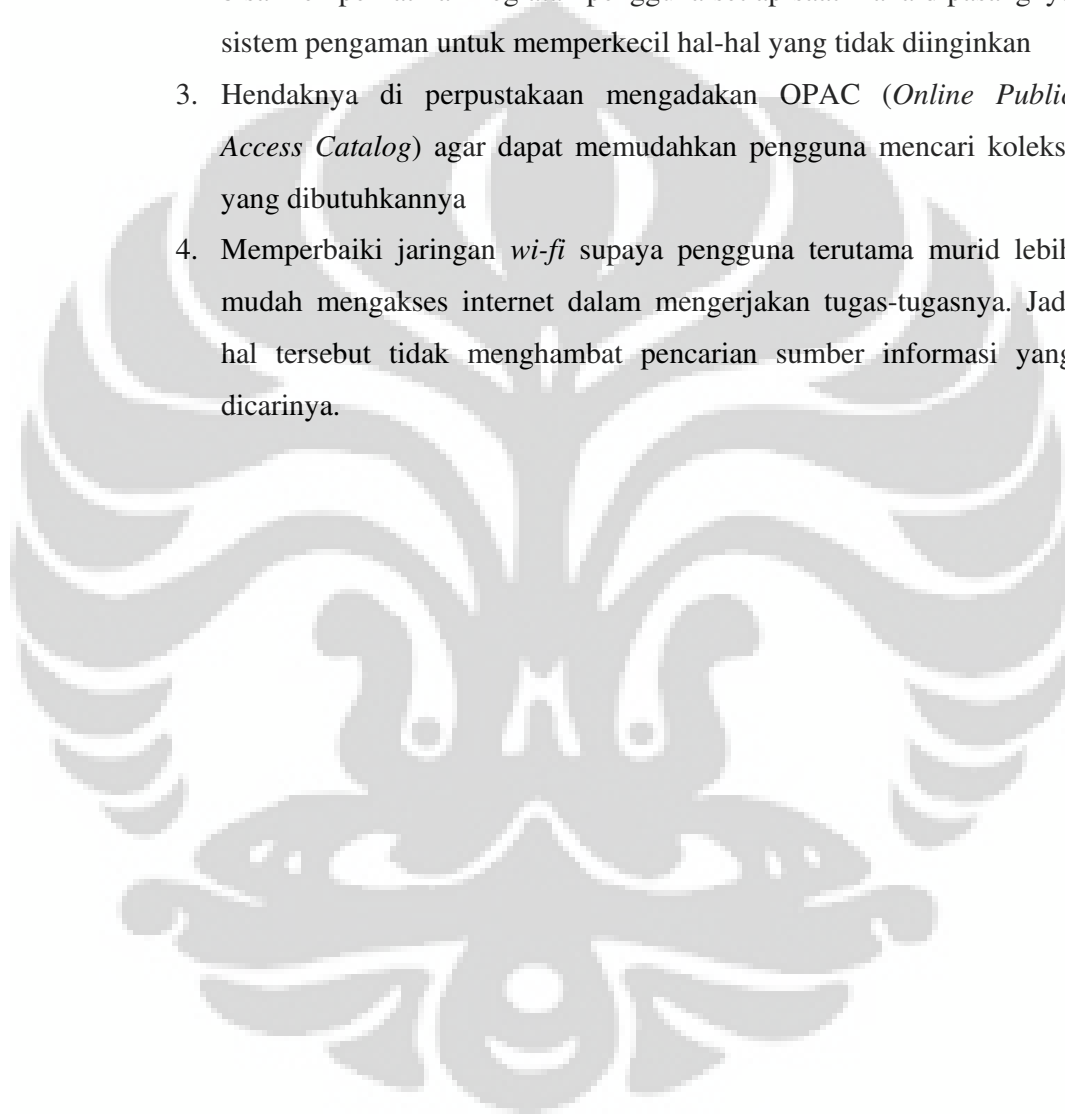 sistem pengaman untuk memperkecil hal-hal yang tidak diinginkan
3. Hendaknya di perpustakaan mengadakan OPAC (Online Public
Access Catalog) agar dapat memudahkan pengguna mencari koleks
yang dibutuhkannya
4. Memperbaiki jaringan wi-fi supaya pengguna terutama murid lebih
mudah mengakses internet dalam mengerjakan tugas-tugasnya. Jad
hal tersebut tidak menghambat pencarian sumber informasi yang
dicarinya.